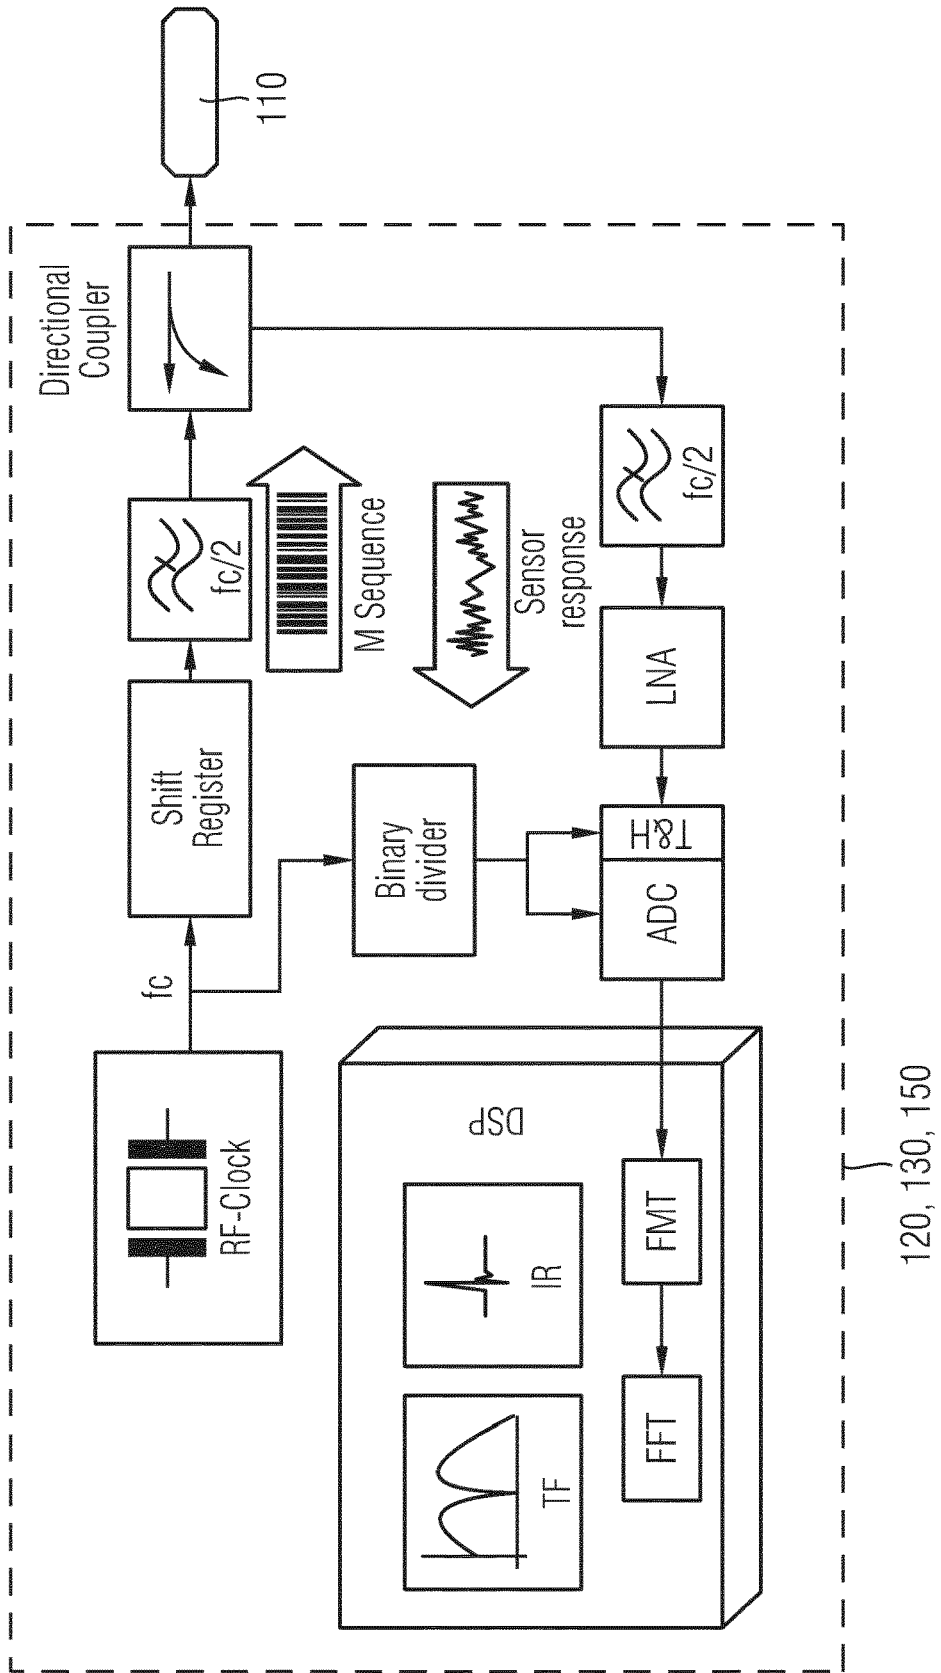 Directional
Coupler
110
fc/2
M Sequence
Shift
Register
fc
RF-Clock
Binary
divider
Sensor
response
fc/2
LNA
T&H
ADC
DSP
IR
TF
FMT
FFT
120, 130, 150